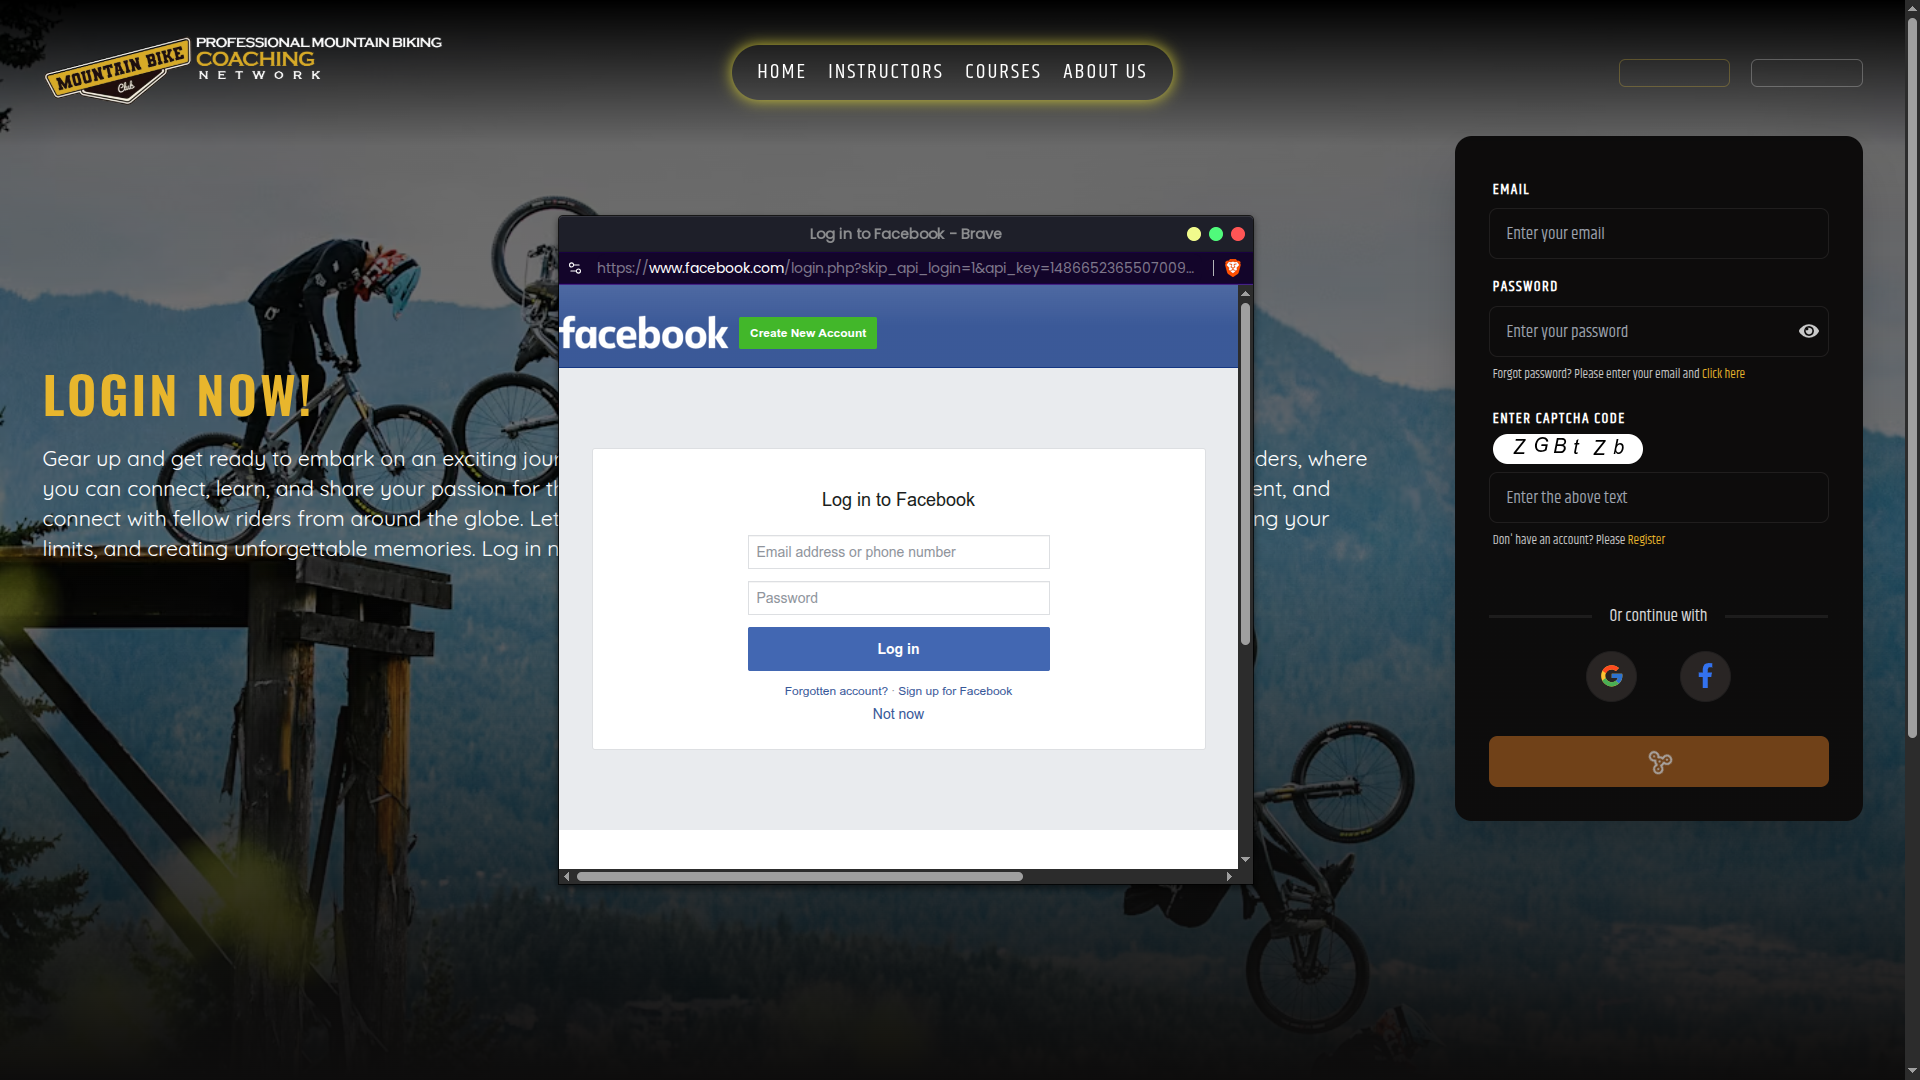 MOUNTAIN BIKE
Club
PROFESSIONAL MOUNTAIN BIKING
COACHING
NETWORK
HOME INSTRUCTORS COURSES ABOUT US
LOGIN NOW!
Gear up and get ready to embark on an exciting jour
ders, where
you can connect, learn, and share your passion for th
ent, and
connect with fellow riders from around the globe. Let
ng your
limits, and creating unforgettable memories. Log in n
Log in to Facebook - Brave
https://www.facebook.com/login.php?skip_api_login=1&api_key=1486652365507009...
facebook
Create New Account
Log in to Facebook
Email address or phone number
Password
Log in
Forgotten account? · Sign up for Facebook
Not now
EMAIL
Enter your email
PASSWORD
Enter your password
Forgot password? Please enter your email and Click here
ENTER CAPTCHA CODE
Z G B t Z b
Enter the above text
Don' have an account? Please Register
Or continue with